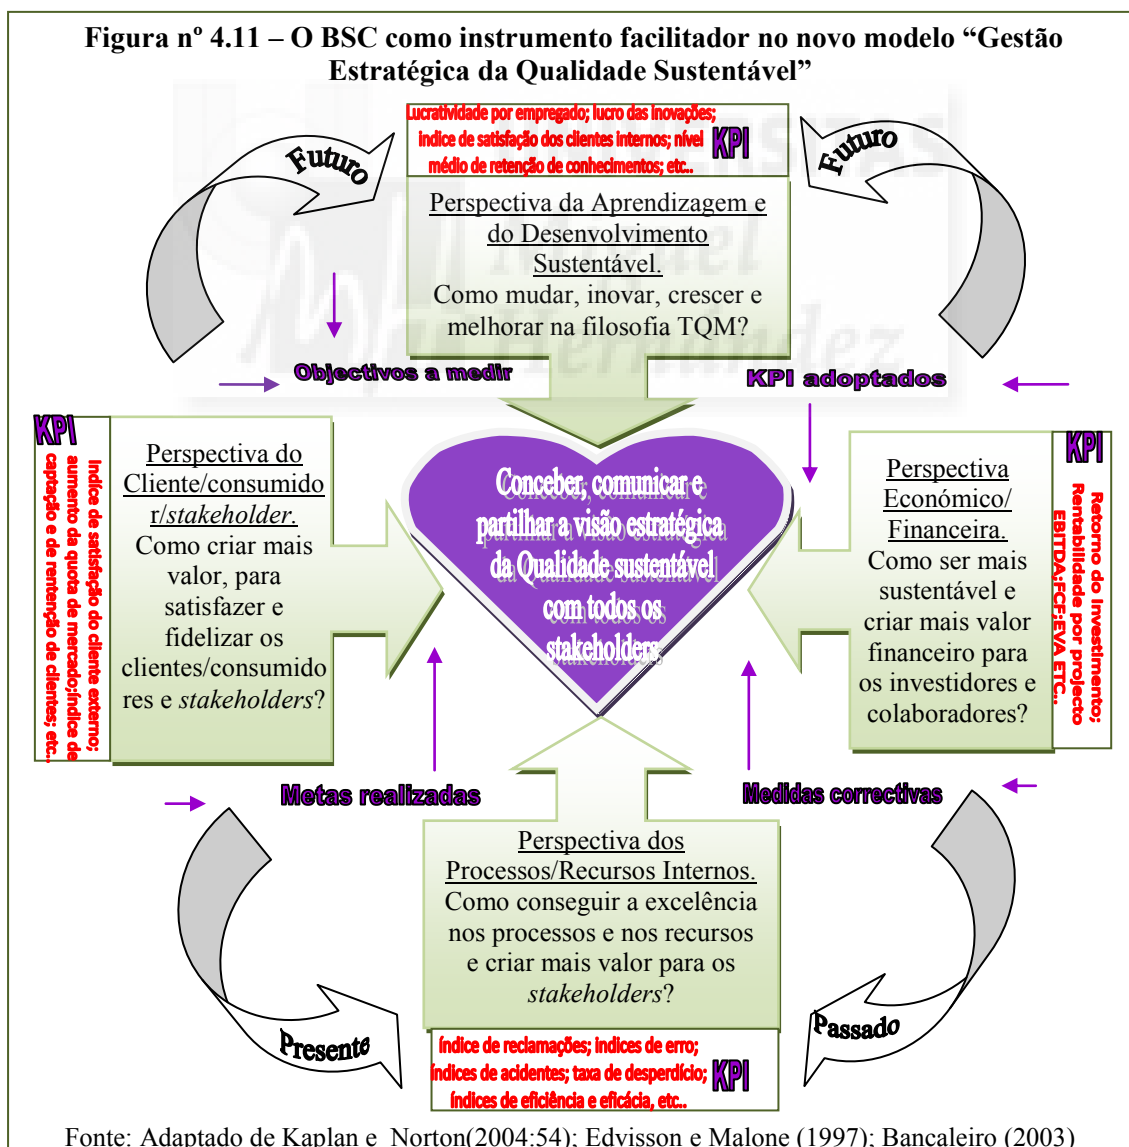 Figura nº 4.11 – O BSC como instrumento facilitador no novo modelo “Gestão
Estratégica da Qualidade Sustentável”
Lucratividade por empregado; lucro das inovações;
indice de satisfação dos clientes internos; nível
médio de retenção de conhecimentos; etc..
KPI
Futuro
Futuro
Perspectiva da Aprendizagem e
do Desenvolvimento
Sustentável.
Como mudar, inovar, crescer e
melhorar na filosofia TQM?
Miguel
Hernández
Objectivos a medir
KPI adoptados
KPI
Indíce de satisfação do cliente externo;
aumento da quota de mercado;índice de
captação e de rentenção de clientes; etc..
Perspectiva do
Cliente/consumido
r/stakeholder.
Como criar mais
valor, para
satisfazer e
fidelizar os
clientes/consumido
res e stakeholders?
Conceber, comunicar e
partilhar a visão estratégica
da Qualidade sustentável
com todos os
stakeholders
Perspectiva
Económico/
Financeira.
Como ser mais
sustentável e
criar mais valor
financeiro para
os investidores e
colaboradores?
KPI
Retorno do Investimento;
Rentabilidade por projecto
EBITDA;FCF;EVA ETC..
Metas realizadas
Medidas correctivas
Perspectiva dos
Processos/Recursos Internos.
Como conseguir a excelência
nos processos e nos recursos
e criar mais valor para os
stakeholders?
Presente
Passado
índice de reclamações; indices de erro;
índices de acidentes; taxa de desperdício;
índices de eficiência e eficácia, etc..
KPI
Fonte: Adaptado de Kaplan e Norton(2004:54); Edvisson e Malone (1997); Bancaleiro (2003)